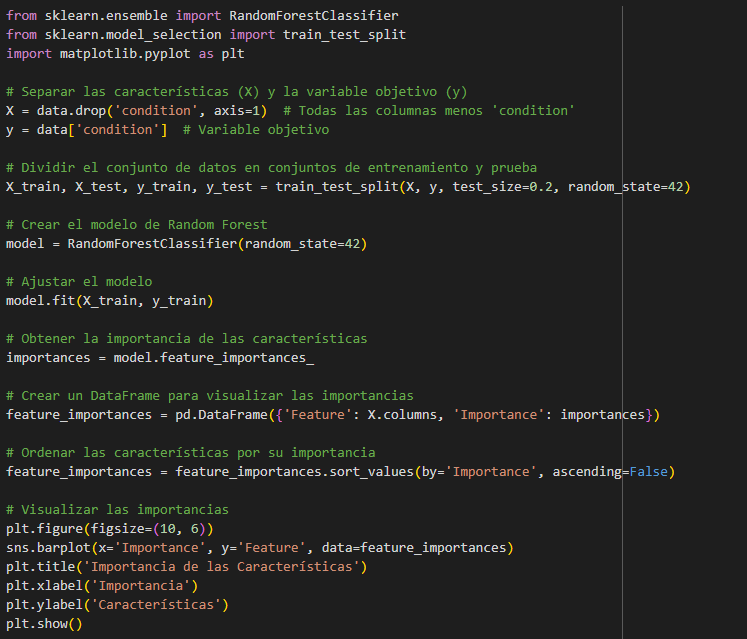 from sklearn.ensemble import RandomForestClassifier
from sklearn.model_selection import train_test_split
import matplotlib.pyplot as plt
# Separar las características (X) y la variable objetivo (y)
X = data.drop('condition', axis=1)  # Todas las columnas menos 'condition'
y = data['condition']  # Variable objetivo
# Dividir el conjunto de datos en conjuntos de entrenamiento y prueba
X_train, X_test, y_train, y_test = train_test_split(X, y, test_size=0.2, random_state=42)
# Crear el modelo de Random Forest
model = RandomForestClassifier(random_state=42)
# Ajustar el modelo
model.fit(X_train, y_train)
# Obtener la importancia de las características
importances = model.feature_importances_
# Crear un DataFrame para visualizar las importancias
feature_importances = pd.DataFrame({'Feature': X.columns, 'Importance': importances})
# Ordenar las características por su importancia
feature_importances = feature_importances.sort_values(by='Importance', ascending=False)
# Visualizar las importancias
plt.figure(figsize=(10, 6))
sns.barplot(x='Importance', y='Feature', data=feature_importances)
plt.title('Importancia de las Características')
plt.xlabel('Importancia')
plt.ylabel('Características')
plt.show()